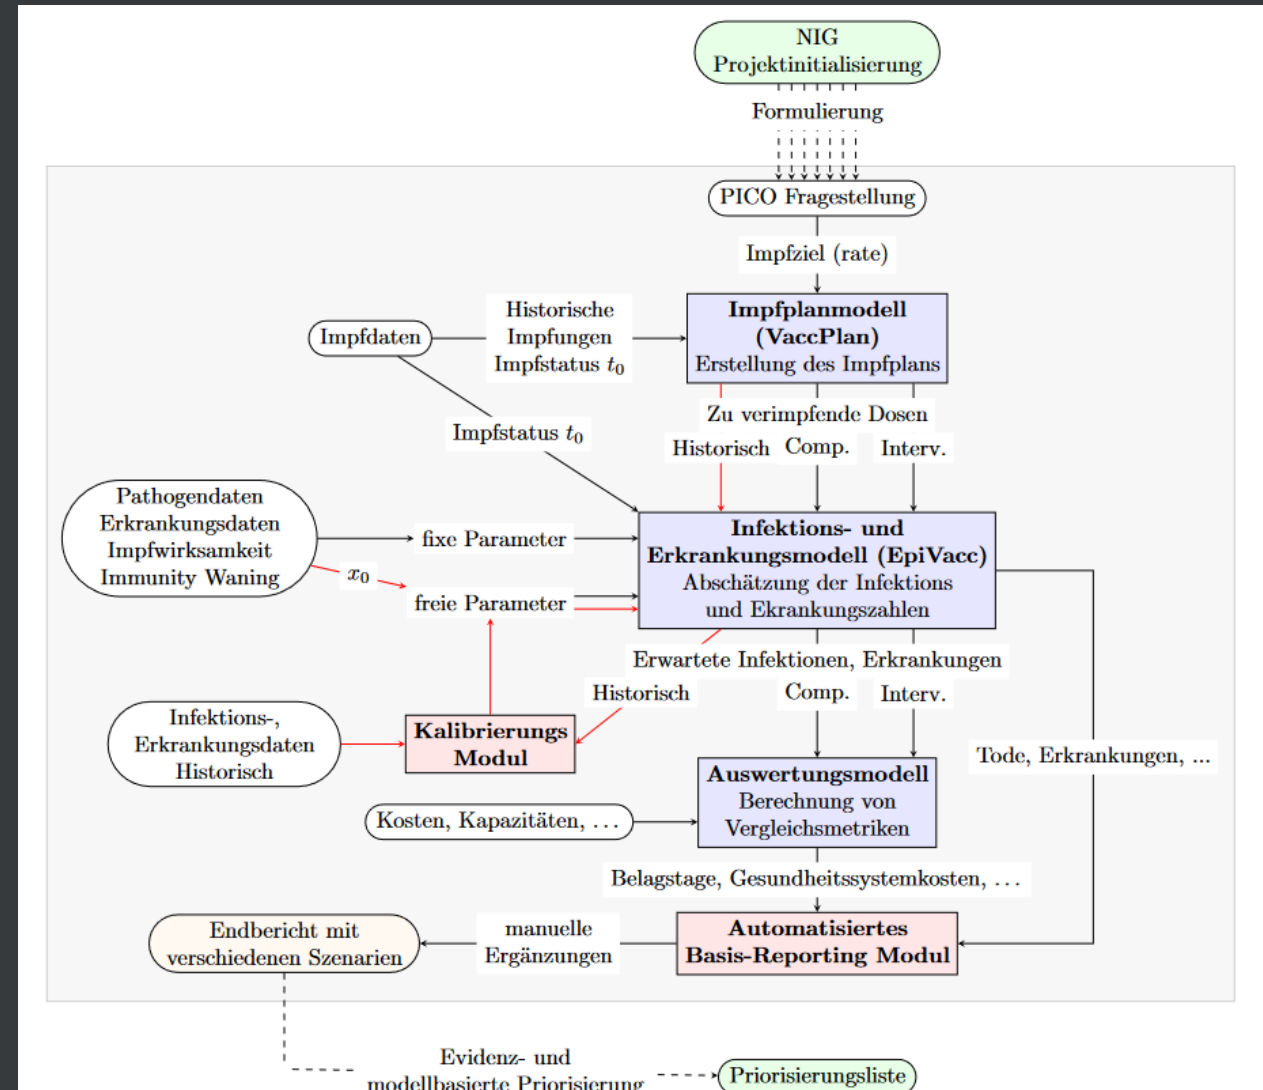 NIG
Projektinitialisierung
Formulierung
PICO Fragestellung
Impfziel (rate)
Impfdaten
Historische
Impfungen
Impfstatus t₀
Impfplanmodell
(VaccPlan)
Erstellung des Impfplans
Zu verimpfende Dosen
Historisch
Comp.
Interv.
Impfstatus t₀
Pathogendaten
Erkrankungsdaten
Impfwirksamkeit
Immunity Waning
fixe Parameter
x₀
freie Parameter
Infektions- und
Erkrankungsmodell (EpiVacc)
Abschätzung der Infektions
und Ekrankungszahlen
Erwartete Infektionen, Erkrankungen
Historisch
Comp.
Interv.
Infektions-,
Erkrankungsdaten
Historisch
Kalibrierungs
Modul
Tode, Erkrankungen, ...
Auswertungsmodell
Berechnung von
Vergleichsmetriken
Kosten, Kapazitäten, ...
Belagstage, Gesundheitssystemkosten, ...
Automatisiertes
Basis-Reporting Modul
manuelle
Ergänzungen
Endbericht mit
verschiedenen Szenarien
Evidenz- und
modellbasierte Priorisierung
Priorisierungsliste